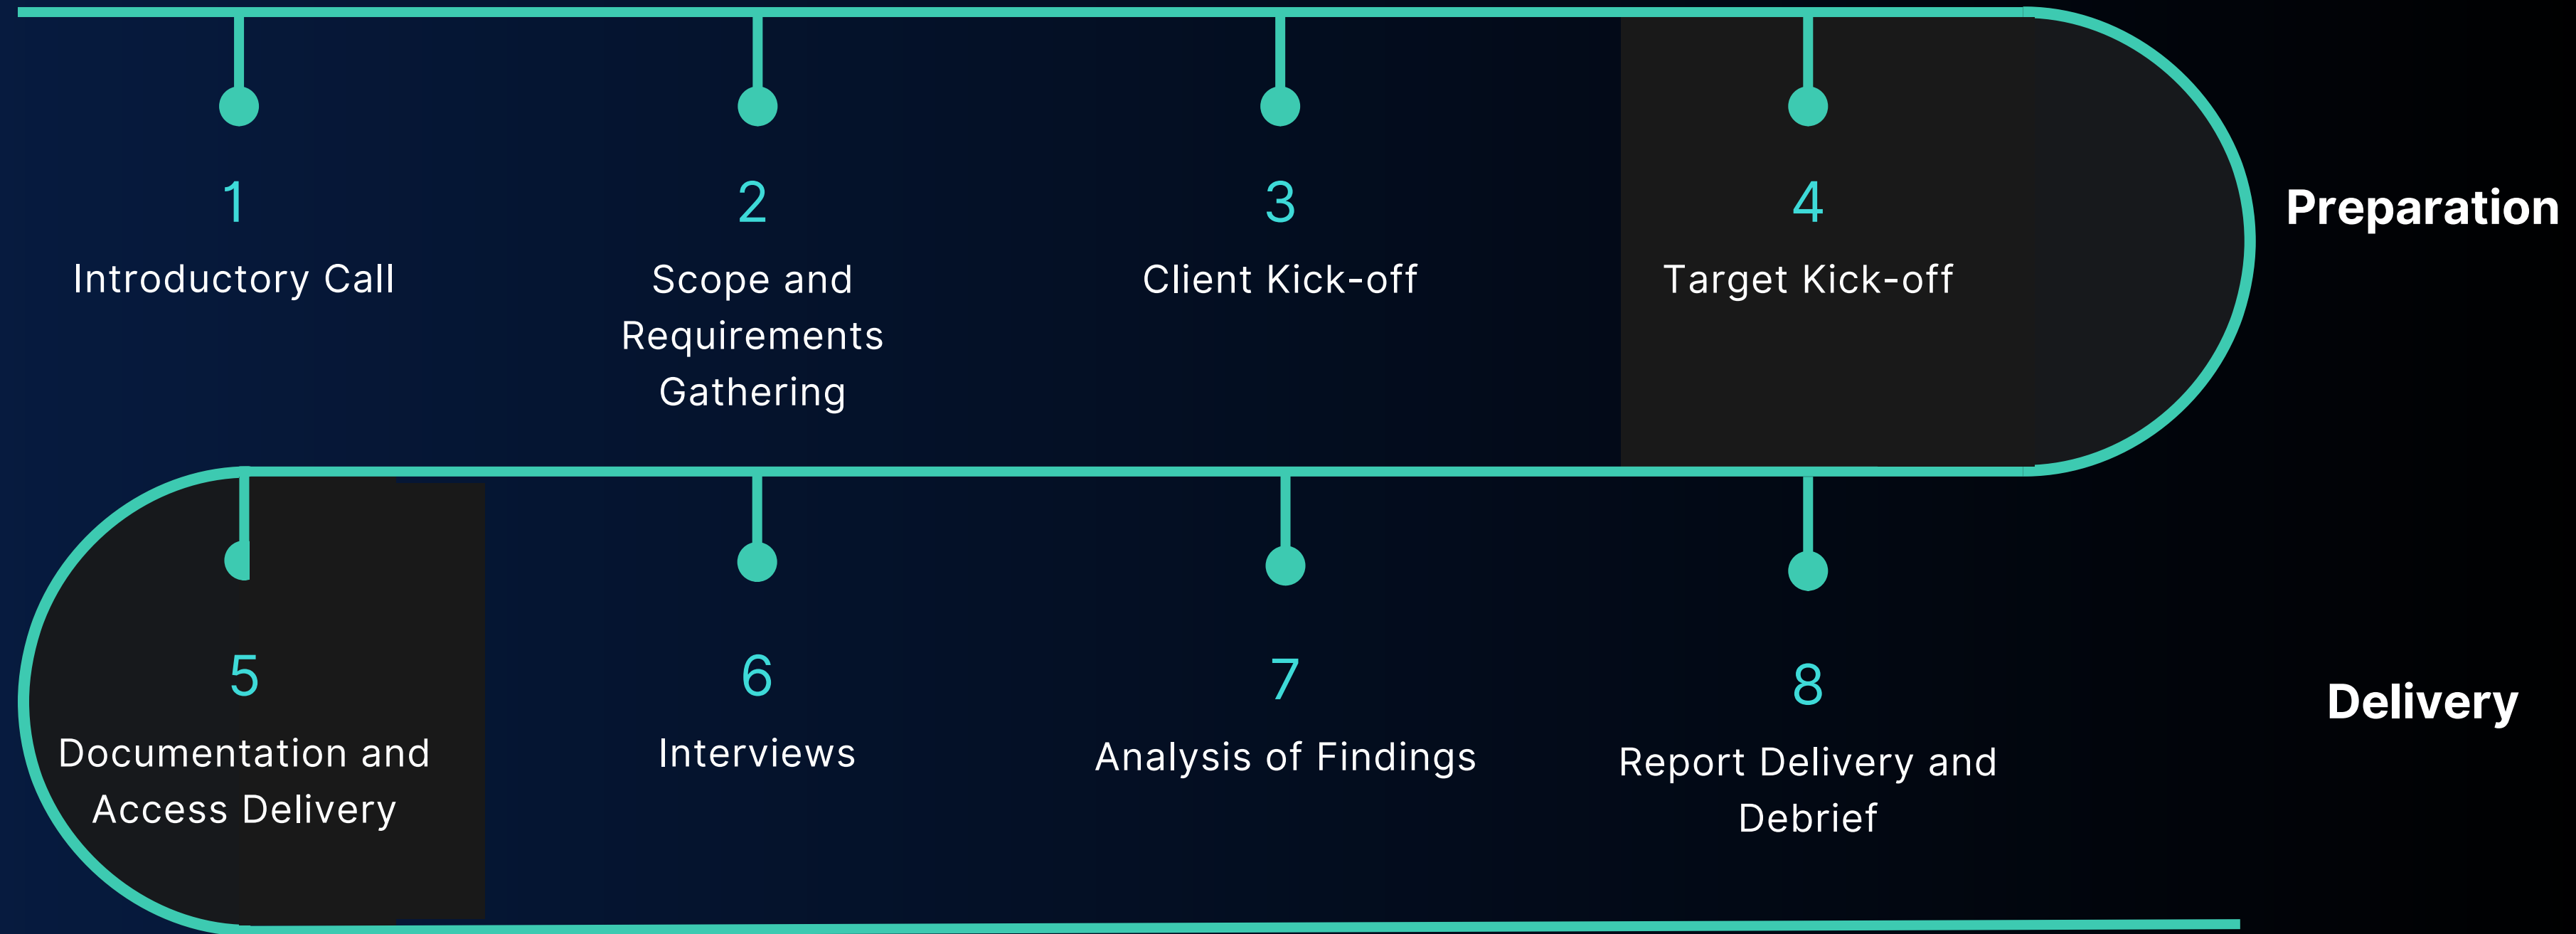 1
Introductory Call
2
Scope and
Requirements
Gathering
3
Client Kick-off
4
Target Kick-off
Preparation
5
Documentation and
Access Delivery
6
Interviews
7
Analysis of Findings
8
Report Delivery and
Debrief
Delivery